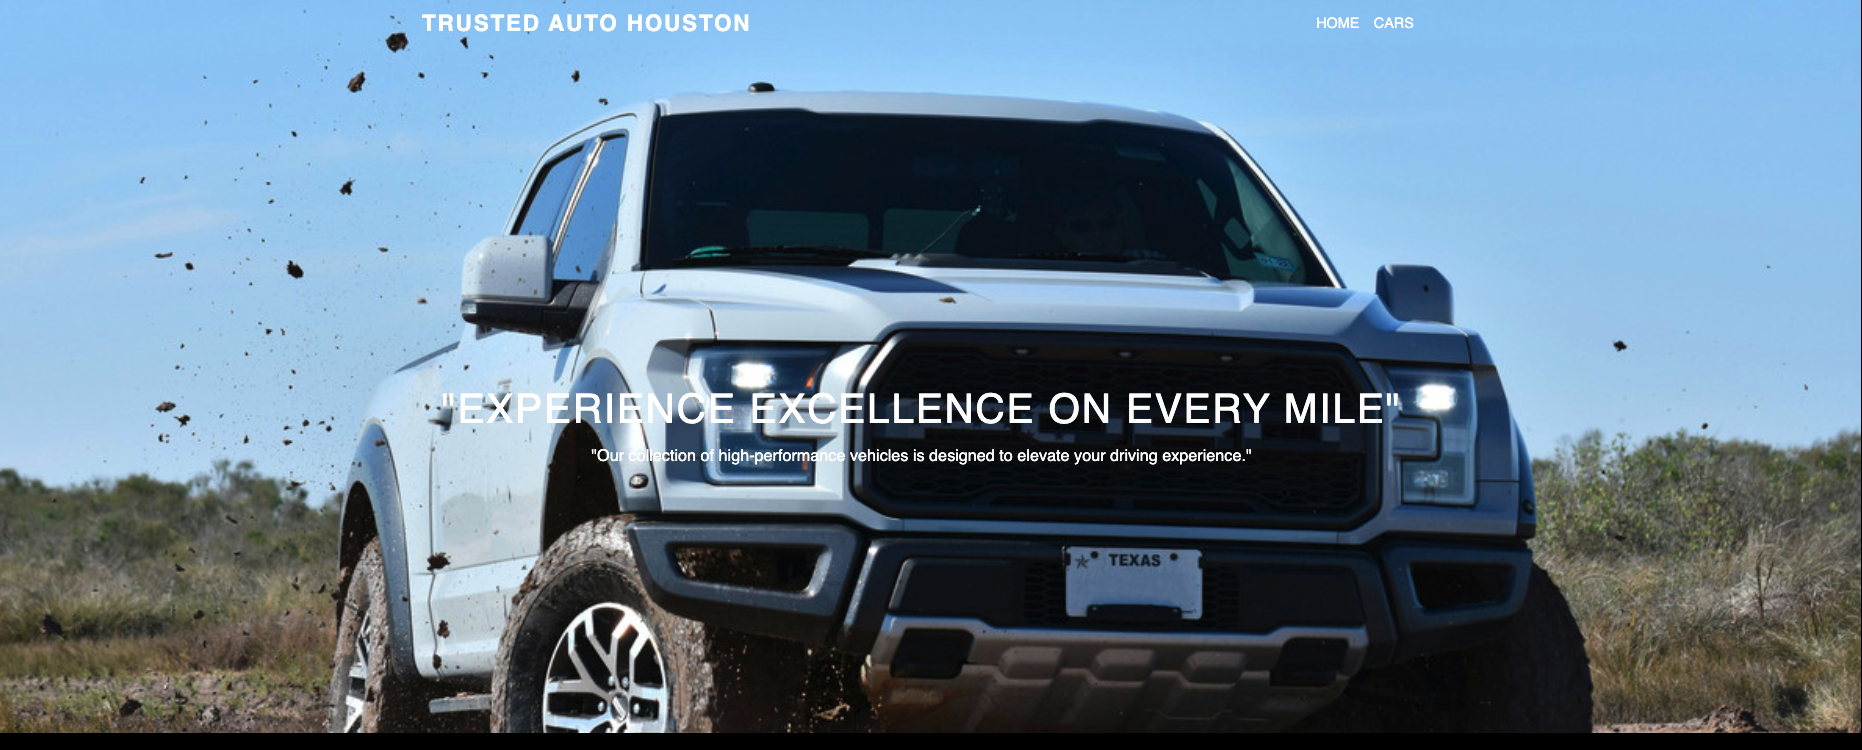 TRUSTED AUTO HOUSTON
HOME CARS
"EXPERIENCE EXCELLENCE ON EVERY MILE"
"Our collection of high-performance vehicles is designed to elevate your driving experience."
TEXAS